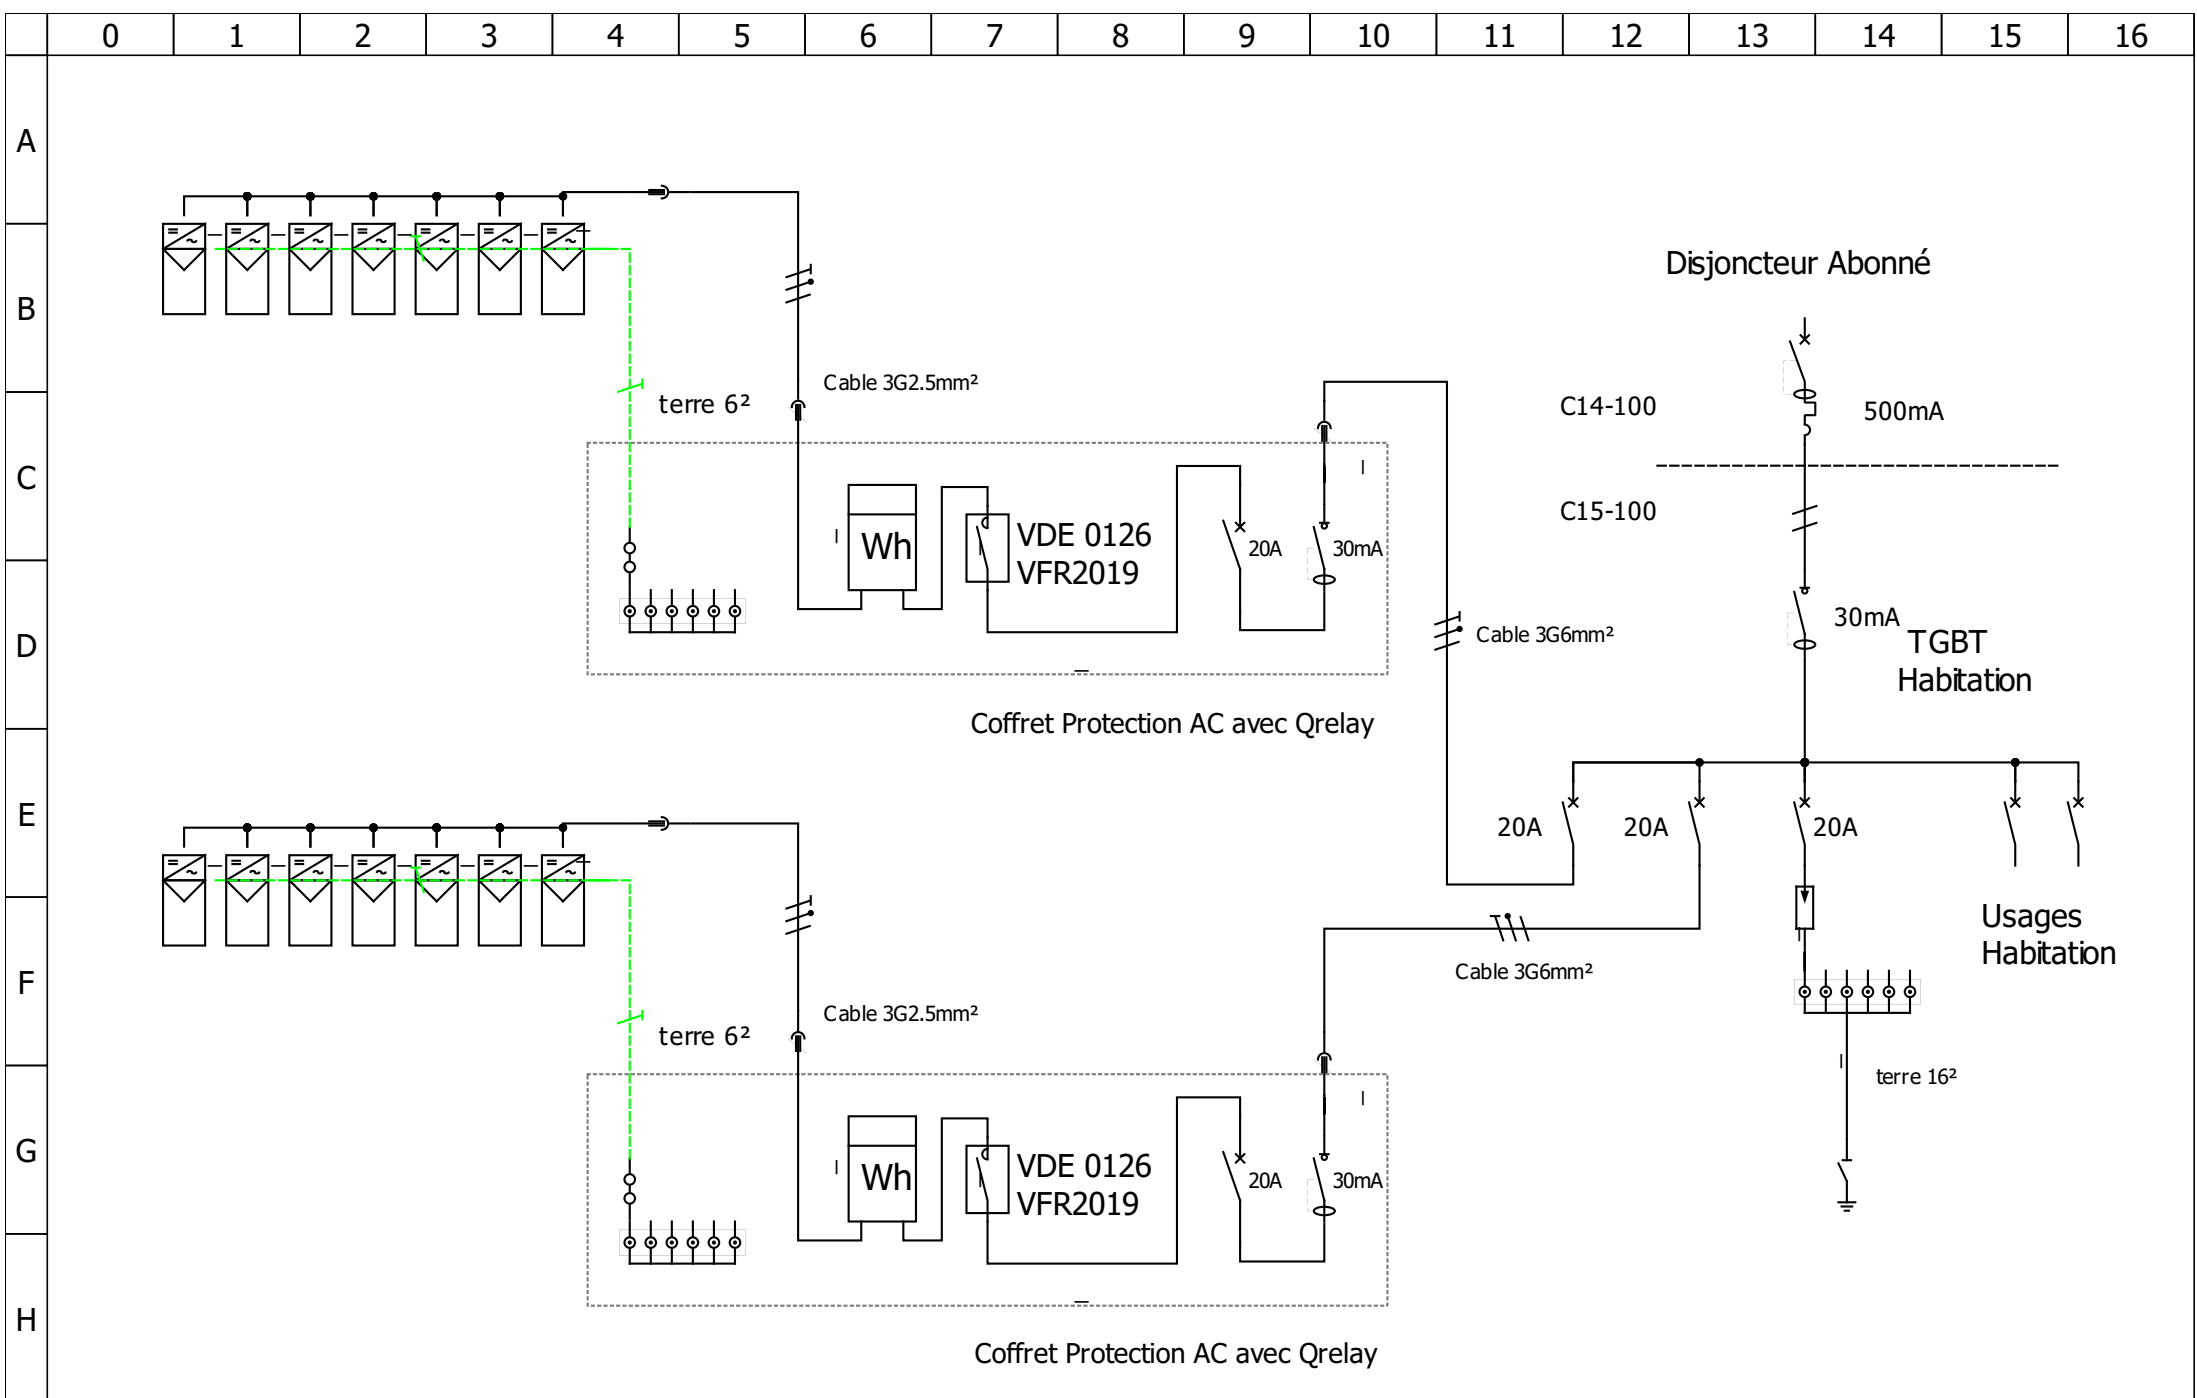 0 1 2 3 4 5 6 7 8 9 10 11 12 13 14 15 16
A
Disjoncteur Abonné
B
Cable 3G2.5mm²
terre 6²
C14-100
500mA
C
C15-100
Wh
VDE 0126
VFR2019
20A
30mA
30mA
TGBT
Habitation
D
Cable 3G6mm²
Coffret Protection AC avec Qrelay
E
20A
20A
20A
Usages
Habitation
F
Cable 3G6mm²
Cable 3G2.5mm²
terre 6²
terre 16²
G
Wh
VDE 0126
VFR2019
20A
30mA
H
Coffret Protection AC avec Qrelay